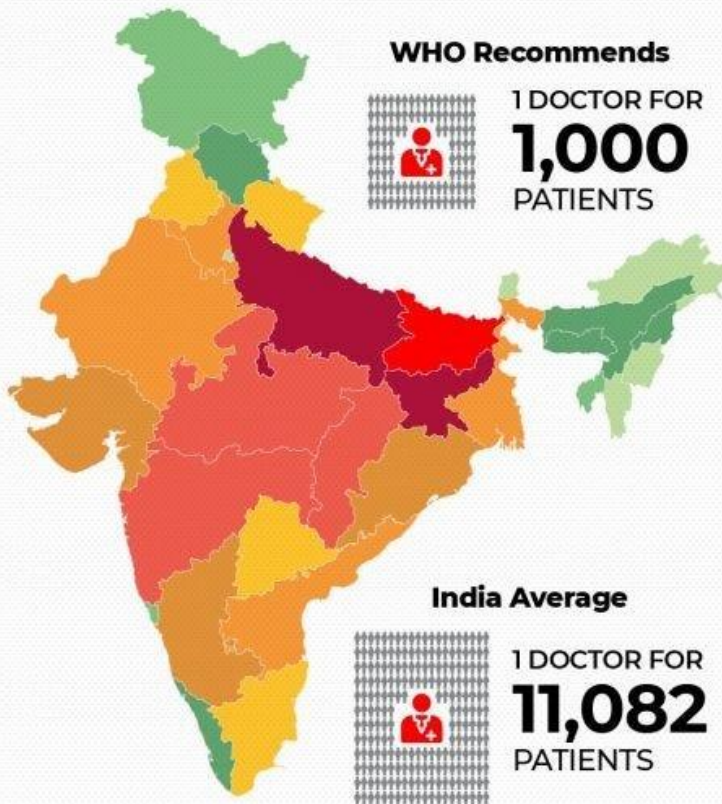 WHO Recommends
1 DOCTOR FOR
1,000
PATIENTS
India Average
1 DOCTOR FOR
11,082
PATIENTS